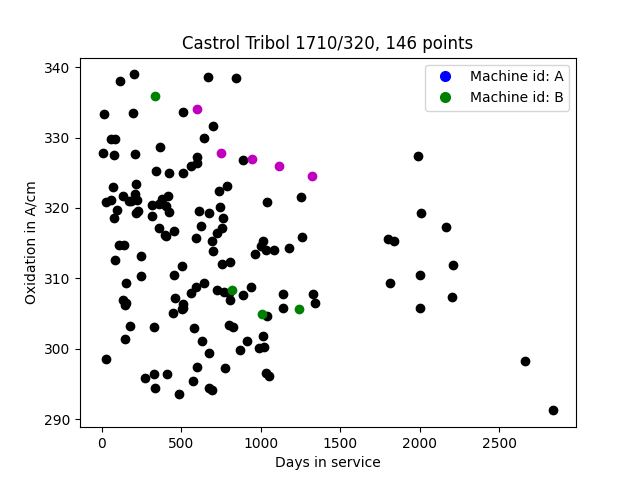 Castrol Tribol 1710/320, 146 points
Machine id: A
Machine id: B
340
330
320
310
300
290
Oxidation in A/cm
0
500
1000
1500
2000
2500
Days in service